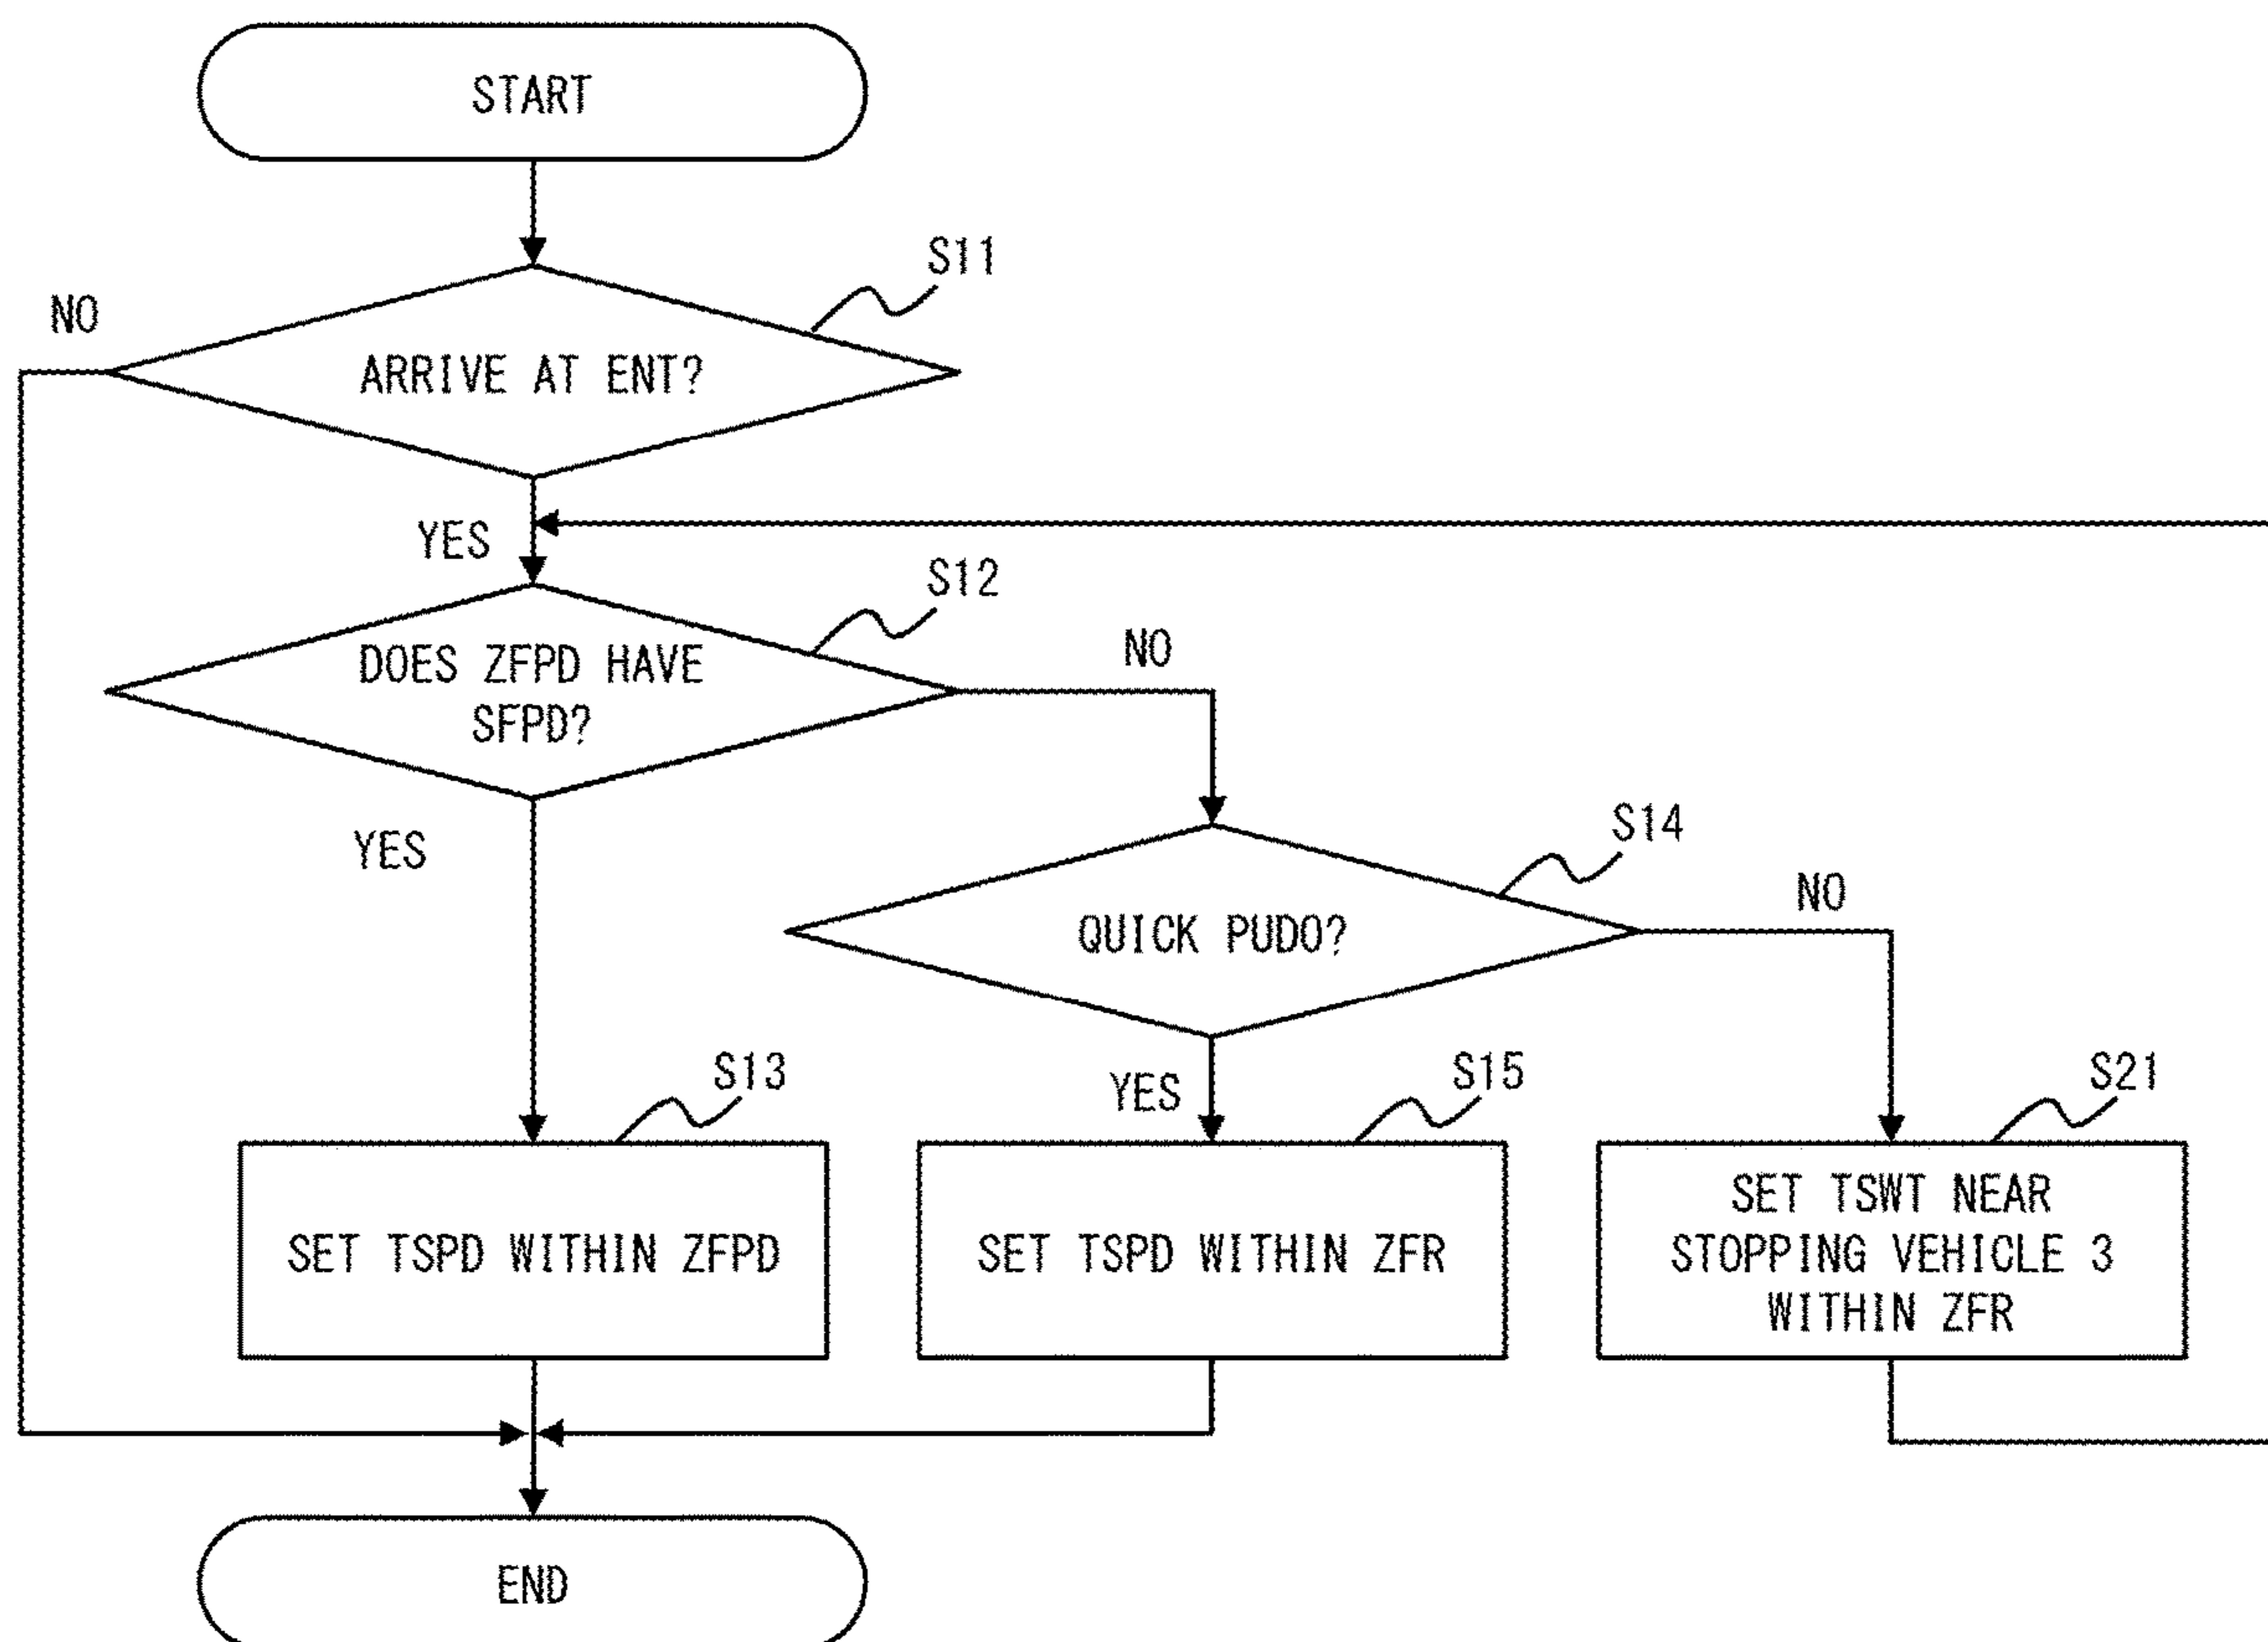 START
S11
NO
ARRIVE AT ENT?
YES
S12
NO
DOES ZFPD HAVE
SFPD?
YES
S14
NO
QUICK PUDO?
S13
YES
S15
S21
SET TSPD WITHIN ZFPD
SET TSPD WITHIN ZFR
SET TSWT NEAR
STOPPING VEHICLE 3
WITHIN ZFR
END